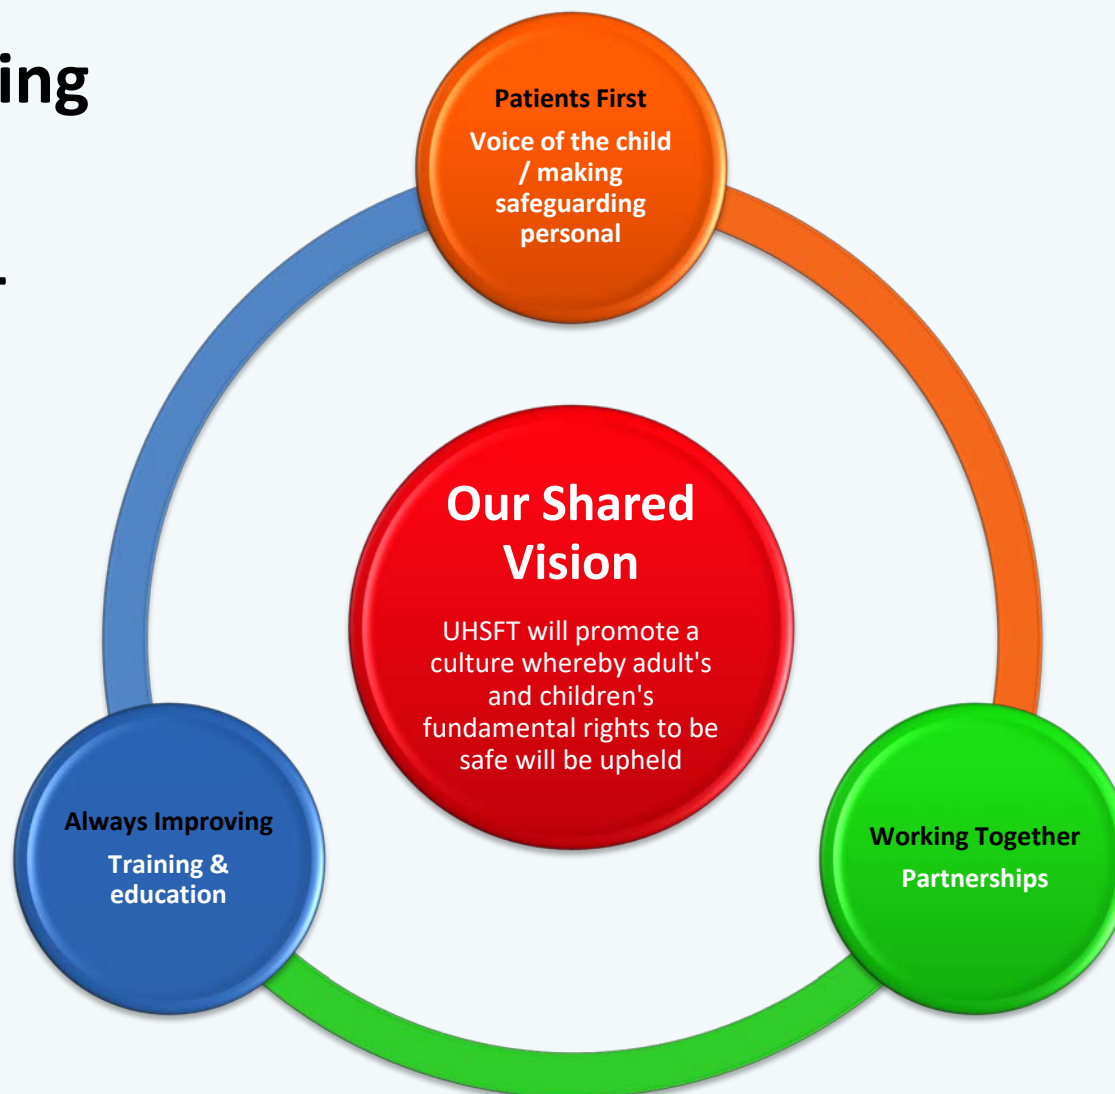 ing
Patients First
Voice of the child
/ making
safeguarding
personal
Our Shared
Vision
UHSFT will promote a
culture whereby adult's
and children's
fundamental rights to be
safe will be upheld
Always Improving
Training &
education
Working Together
Partnerships